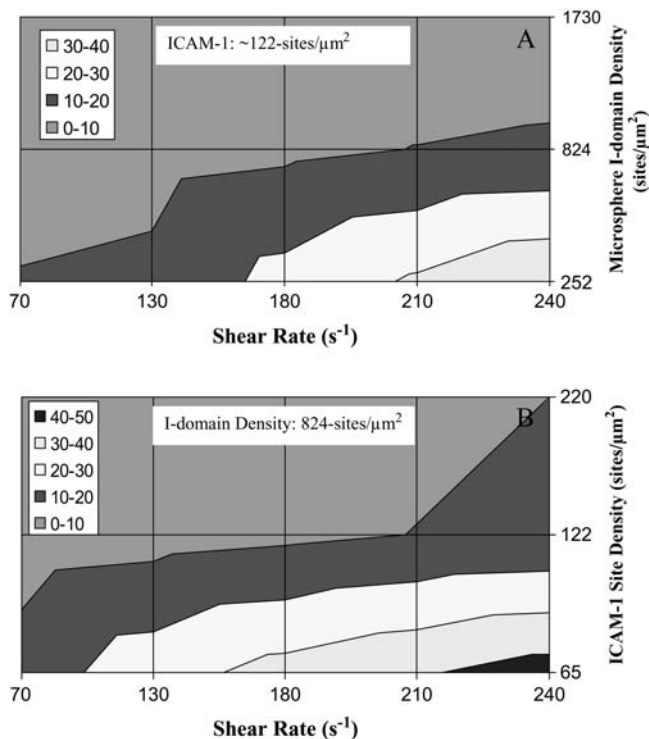 30-40
20-30
10-20
0-10
ICAM-1: ~122-sites/µm²
A
1730
824
252
Microsphere I-domain Density
(sites/µm²)
70 130 180 210 240
Shear Rate (s⁻¹)
40-50
30-40
20-30
10-20
0-10
I-domain Density: 824-sites/µm²
B
220
122
65
ICAM-1 Site Density (sites/µm²)
70 130 180 210 240
Shear Rate (s⁻¹)